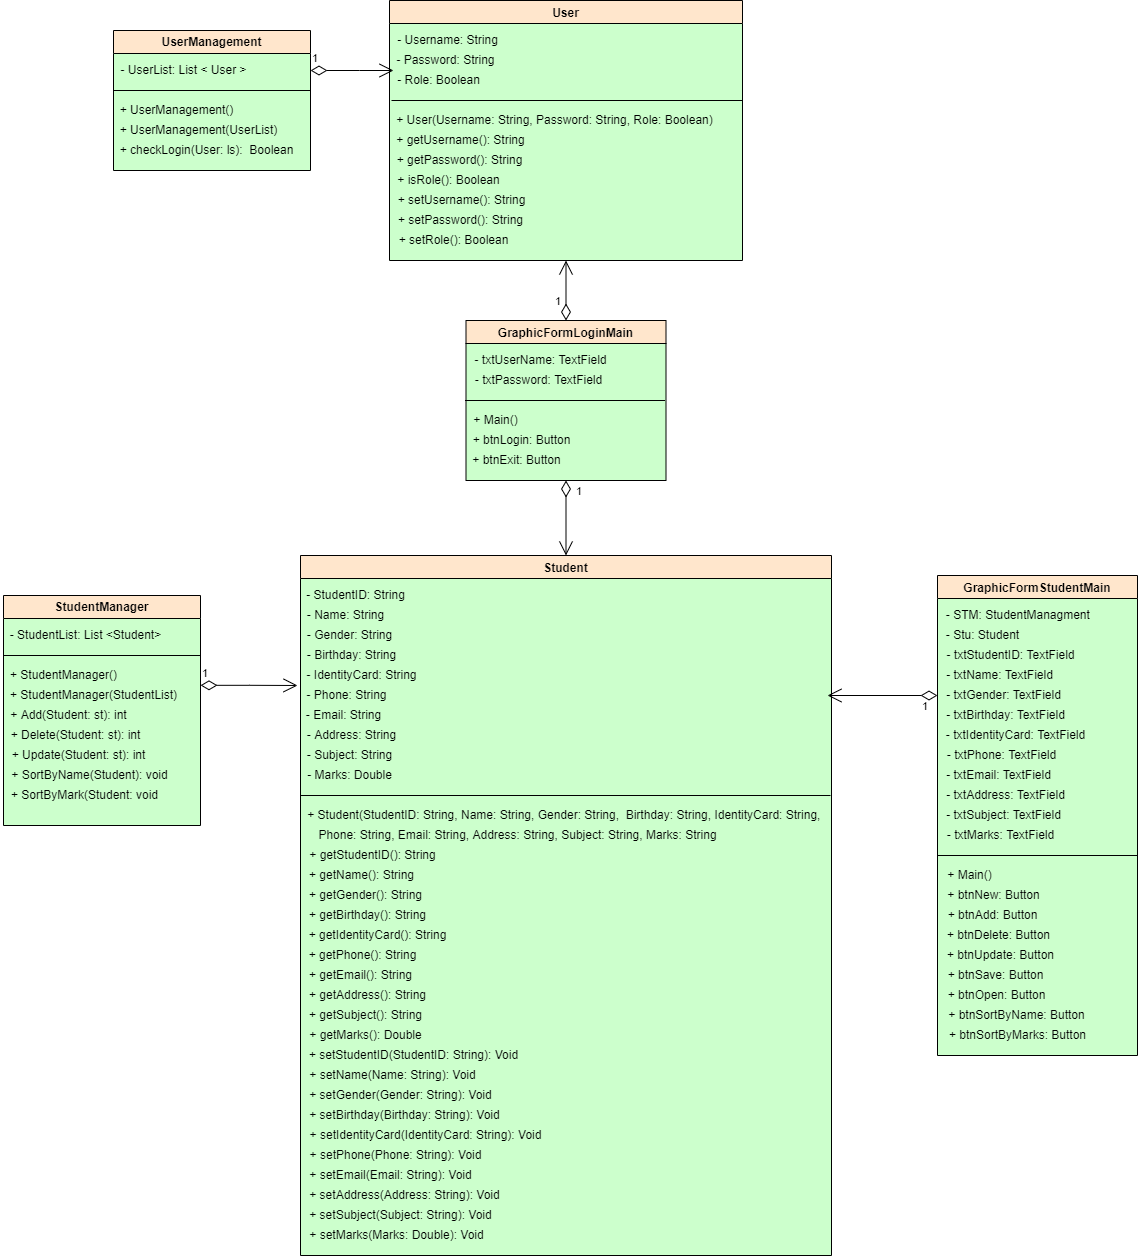 User
- Username: String
- Password: String
- Role: Boolean
+ User(Username: String, Password: String, Role: Boolean)
+ getUsername(): String
+ getPassword(): String
+ isRole(): Boolean
+ setUsername(): String
+ setPassword(): String
+ setRole(): Boolean
UserManagement
- UserList: List < User >
+ UserManagement()
+ UserManagement(UserList)
+ checkLogin(User: ls):  Boolean
1
1
GraphicFormLoginMain
- txtUserName: TextField
- txtPassword: TextField
+ Main()
+ btnLogin: Button
+ btnExit: Button
1
Student
- StudentID: String
- Name: String
- Gender: String
- Birthday: String
- IdentityCard: String
- Phone: String
- Email: String
- Address: String
- Subject: String
- Marks: Double
+ Student(StudentID: String, Name: String, Gender: String,  Birthday: String, IdentityCard: String,
Phone: String, Email: String, Address: String, Subject: String, Marks: String
+ getStudentID(): String
+ getName(): String
+ getGender(): String
+ getBirthday(): String
+ getIdentityCard(): String
+ getPhone(): String
+ getEmail(): String
+ getAddress(): String
+ getSubject(): String
+ getMarks(): Double
+ setStudentID(StudentID: String): Void
+ setName(Name: String): Void
+ setGender(Gender: String): Void
+ setBirthday(Birthday: String): Void
+ setIdentityCard(IdentityCard: String): Void
+ setPhone(Phone: String): Void
+ setEmail(Email: String): Void
+ setAddress(Address: String): Void
+ setSubject(Subject: String): Void
+ setMarks(Marks: Double): Void
StudentManager
- StudentList: List <Student>
+ StudentManager()
+ StudentManager(StudentList)
+ Add(Student: st): int
+ Delete(Student: st): int
+ Update(Student: st): int
+ SortByName(Student): void
+ SortByMark(Student: void
1
GraphicFormStudentMain
- STM: StudentManagment
- Stu: Student
- txtStudentID: TextField
- txtName: TextField
- txtGender: TextField
- txtBirthday: TextField
- txtIdentityCard: TextField
- txtPhone: TextField
- txtEmail: TextField
- txtAddress: TextField
- txtSubject: TextField
- txtMarks: TextField
+ Main()
+ btnNew: Button
+ btnAdd: Button
+ btnDelete: Button
+ btnUpdate: Button
+ btnSave: Button
+ btnOpen: Button
+ btnSortByName: Button
+ btnSortByMarks: Button
1